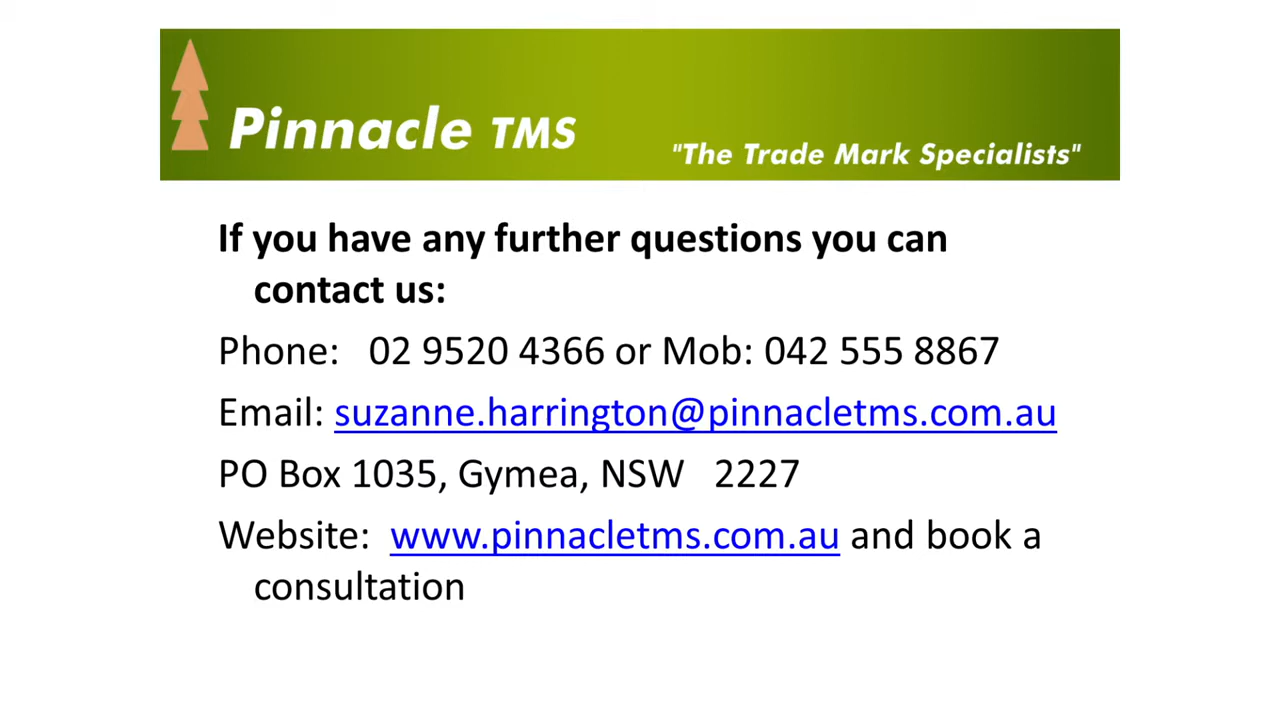 Pinnacle TMS
"The Trade Mark Specialists"
If you have any further questions you can
contact us:
Phone: 02 9520 4366 or Mob: 042 555 8867
Email: suzanne.harrington@pinnacletms.com.au
PO Box 1035, Gymea, NSW 2227
Website: www.pinnacletms.com.au and book a
consultation